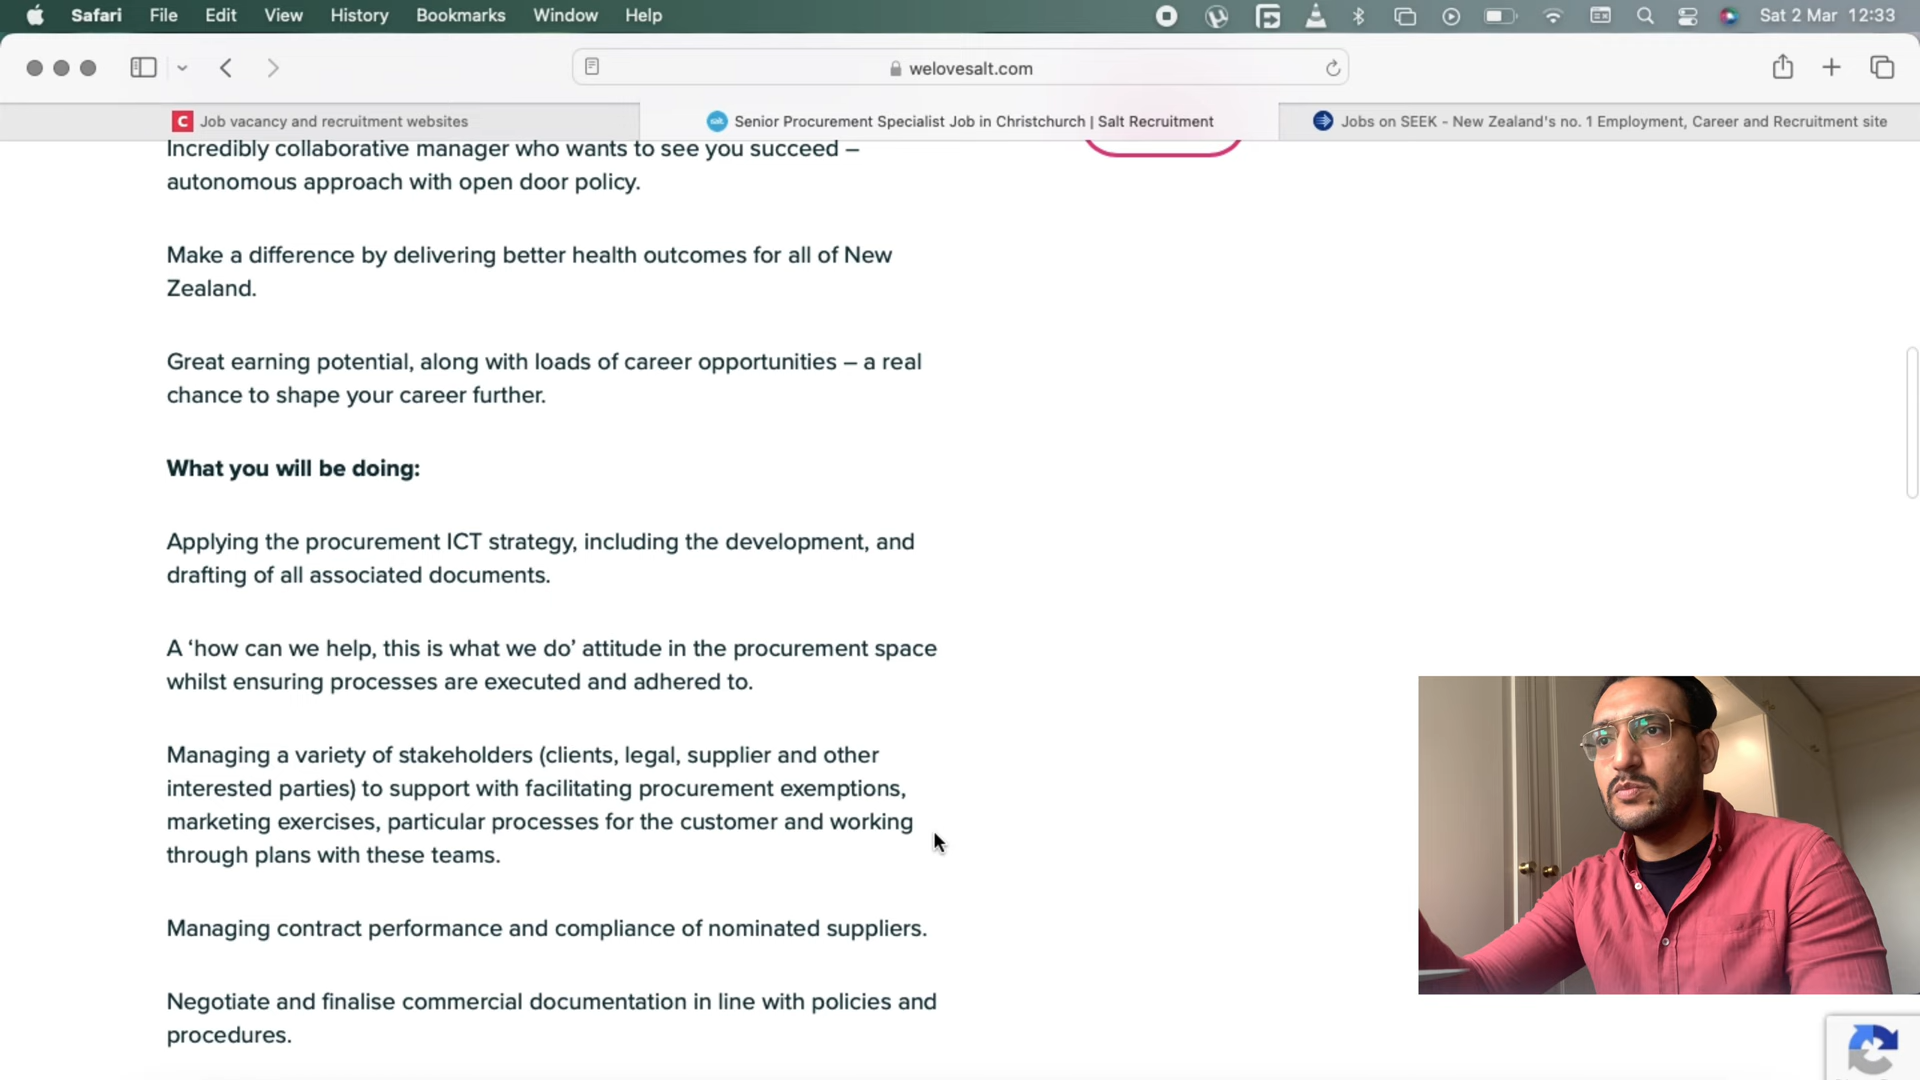 Safari File Edit View History Bookmarks Window Help Sat 2 Mar 12:33
welovesalt.com
C Job vacancy and recruitment websites
salt Senior Procurement Specialist Job in Christchurch | Salt Recruitment
Jobs on SEEK - New Zealand's no. 1 Employment, Career and Recruitment site
Incredibly collaborative manager who wants to see you succeed –
autonomous approach with open door policy.
Make a difference by delivering better health outcomes for all of New
Zealand.
Great earning potential, along with loads of career opportunities – a real
chance to shape your career further.
What you will be doing:
Applying the procurement ICT strategy, including the development, and
drafting of all associated documents.
A ‘how can we help, this is what we do’ attitude in the procurement space
whilst ensuring processes are executed and adhered to.
Managing a variety of stakeholders (clients, legal, supplier and other
interested parties) to support with facilitating procurement exemptions,
marketing exercises, particular processes for the customer and working
through plans with these teams.
Managing contract performance and compliance of nominated suppliers.
Negotiate and finalise commercial documentation in line with policies and
procedures.